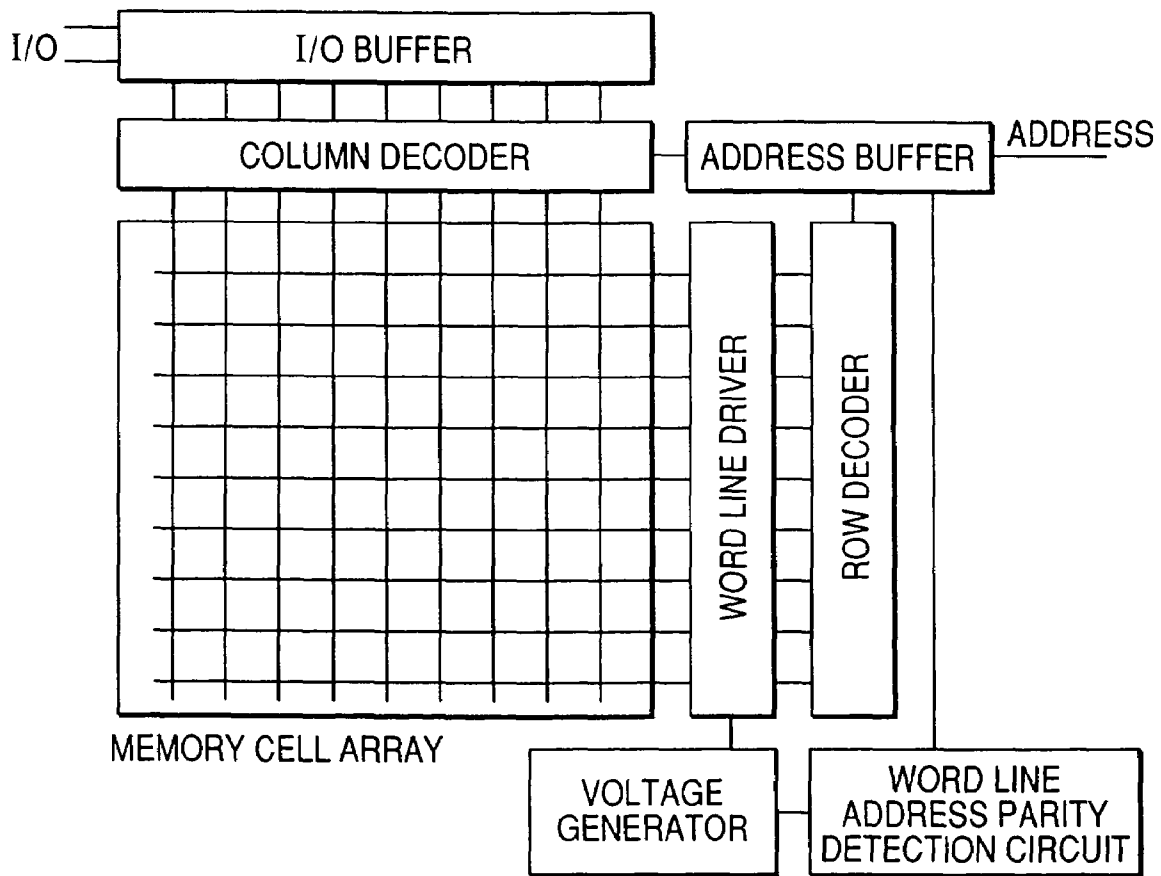 I/O
I/O BUFFER
COLUMN DECODER
ADDRESS BUFFER
ADDRESS
WORD LINE DRIVER
ROW DECODER
MEMORY CELL ARRAY
VOLTAGE
GENERATOR
WORD LINE
ADDRESS PARITY
DETECTION CIRCUIT